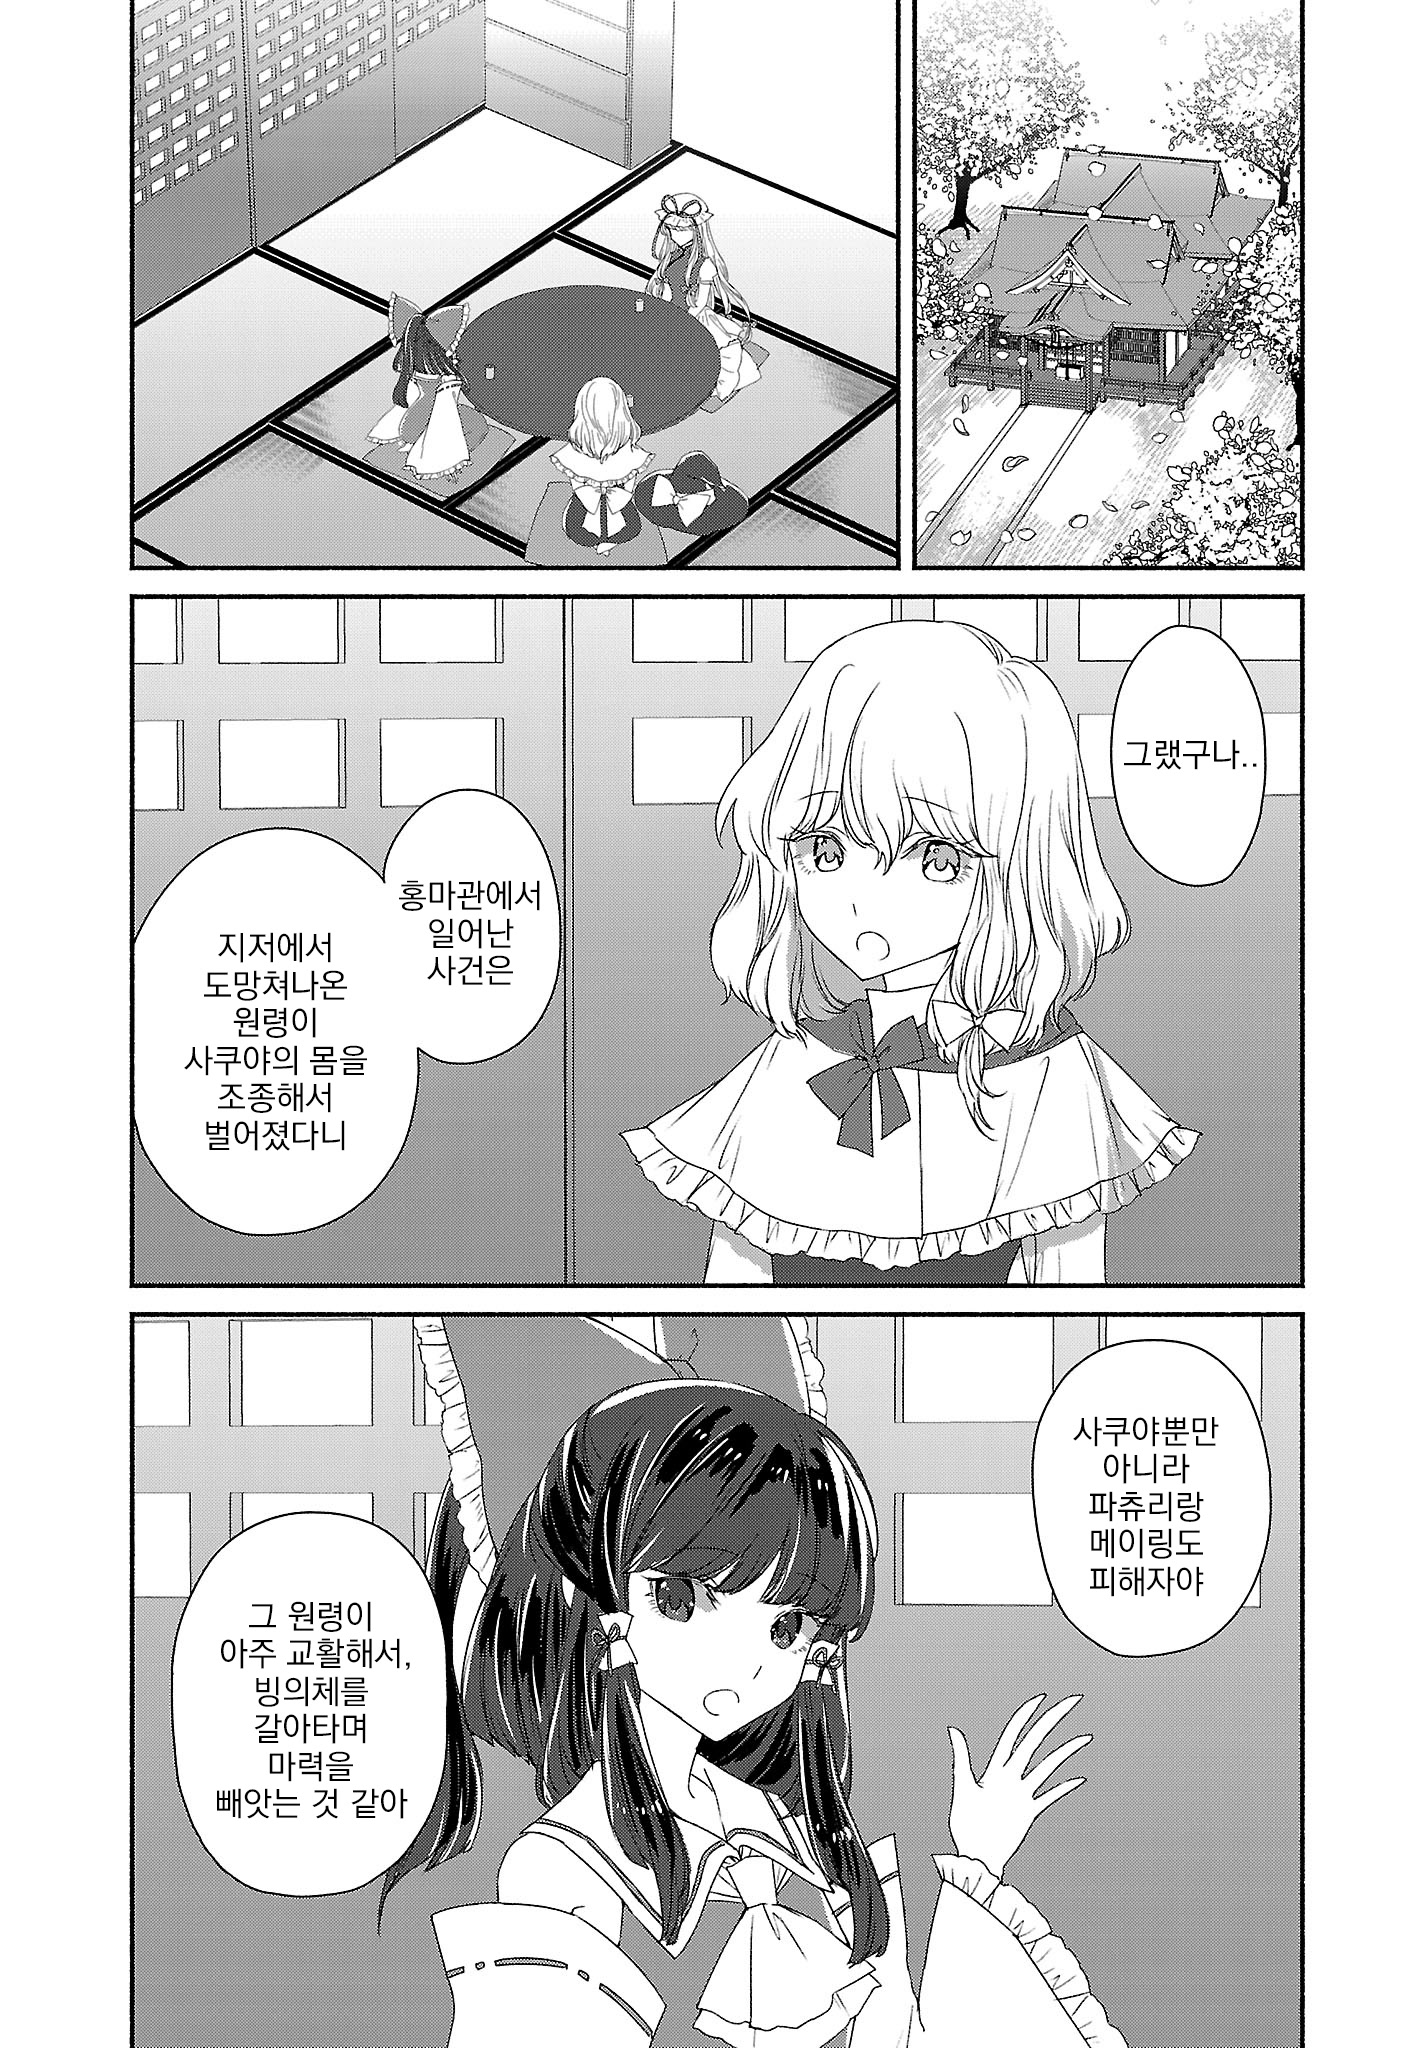 그랬구나..
홍마관에서
일어난
사건은
지저에서
도망쳐나온
원령이
사쿠야의 몸을
조종해서
벌어졌다니
사쿠야뿐만
아니라
파츄리랑
메이링도
피해자야
그 원령이
아주 교활해서,
빙의체를
갈아타며
마력을
빼앗는 것 같아